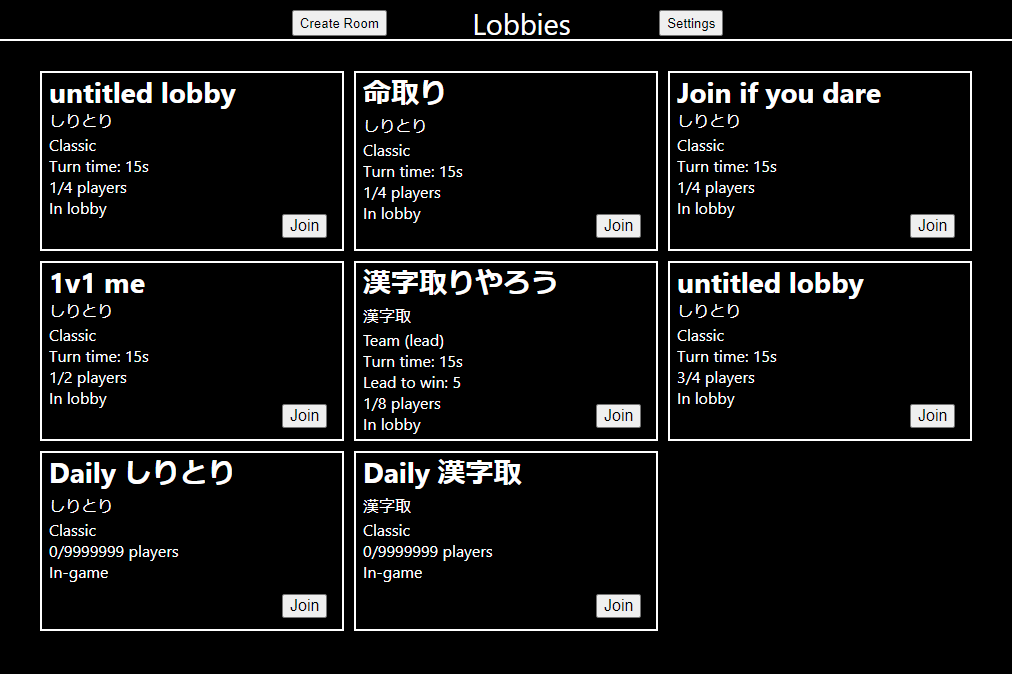 Create Room
Lobbies
Settings
untitled lobby
しりとり
Classic
Turn time: 15s
1/4 players
In lobby
Join
命取り
しりとり
Classic
Turn time: 15s
1/4 players
In lobby
Join
Join if you dare
しりとり
Classic
Turn time: 15s
1/4 players
In lobby
Join
1v1 me
しりとり
Classic
Turn time: 15s
1/2 players
In lobby
Join
漢字取りやろう
漢字取
Team (lead)
Turn time: 15s
Lead to win: 5
1/8 players
In lobby
Join
untitled lobby
しりとり
Classic
Turn time: 15s
3/4 players
In lobby
Join
Daily しりとり
しりとり
Classic
0/9999999 players
In-game
Join
Daily 漢字取
漢字取
Classic
0/9999999 players
In-game
Join